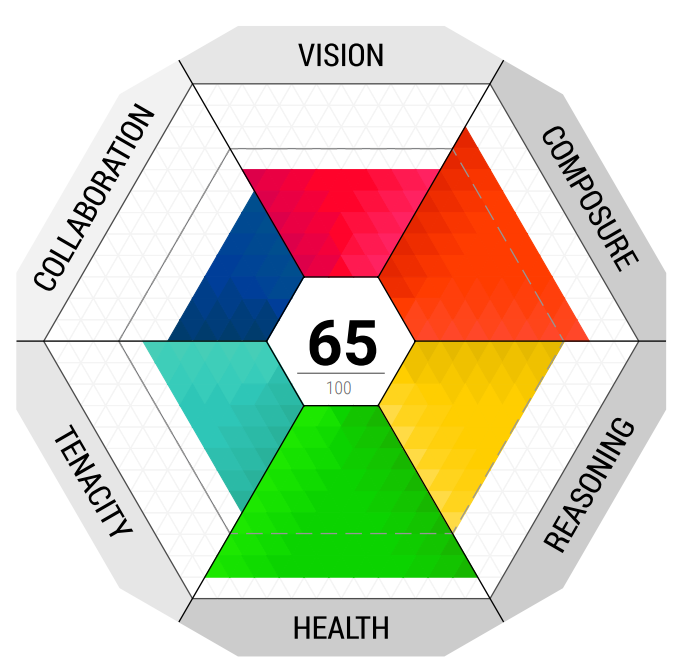 VISION
COLLABORATION
COMPOSURE
65
100
TENACITY
REASONING
HEALTH